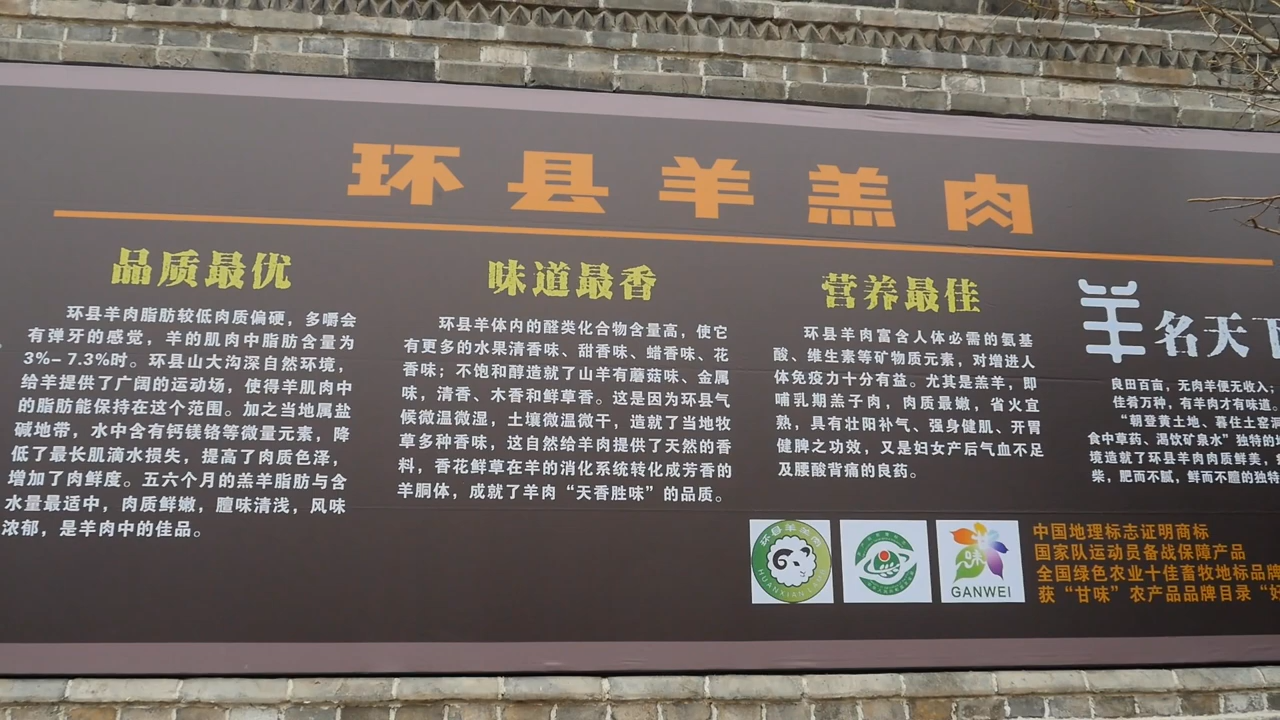 环县羊羔肉
品质最优
环县羊肉脂肪较低肉质偏硬，多嚼会
有弹牙的感觉，羊的肌肉中脂肪含量为
3%-7.3%时。环县山大沟深自然环境，
给羊提供了广阔的运动场，使得羊肌肉中
的脂肪能保持在这个范围。加之当地属盐
碱地带，水中含有钙镁铬等微量元素，降
低了最长肌滴水损失，提高了肉质色泽，
增加了肉鲜度。五六个月的羔羊脂肪与含
水量最适中，肉质鲜嫩，膻味清浅，风味
浓郁，是羊肉中的佳品。
味道最香
环县羊体内的醛类化合物含量高，使它
有更多的水果清香味、甜香味、蜡香味、花
香味；不饱和醇造就了山羊有蘑菇味、金属
味，清香、木香和鲜草香。这是因为环县气
候微温微湿，土壤微温微干，造就了当地牧
草多种香味，这自然给羊肉提供了天然的香
料，香花鲜草在羊的消化系统转化成芳香的
羊胴体，成就了羊肉“天香胜味”的品质。
营养最佳
环县羊肉富含人体必需的氨基
酸、维生素等矿物质元素，对增进人
体免疫力十分有益。尤其是羔羊，即
哺乳期羔子肉，肉质最嫩，省火宜
熟，具有壮阳补气、强身健肌、开胃
健脾之功效，又是妇女产后气血不足
及腰酸背痛的良药。
羊名天下
良田百亩，无肉羊便无收入；
佳肴万种，有羊肉才有味道。
“朝登黄土地、暮住土窑洞
食中草药、渴饮矿泉水”独特的
境造就了环县羊肉肉质鲜美，
柴，肥而不腻，鲜而不膻的独特
环县羊羔肉
HUANXIAN LAMB
味
GANWEI
中国地理标志证明商标
国家队运动员备战保障产品
全国绿色农业十佳畜牧地标品牌
获“甘味”农产品品牌目录“好